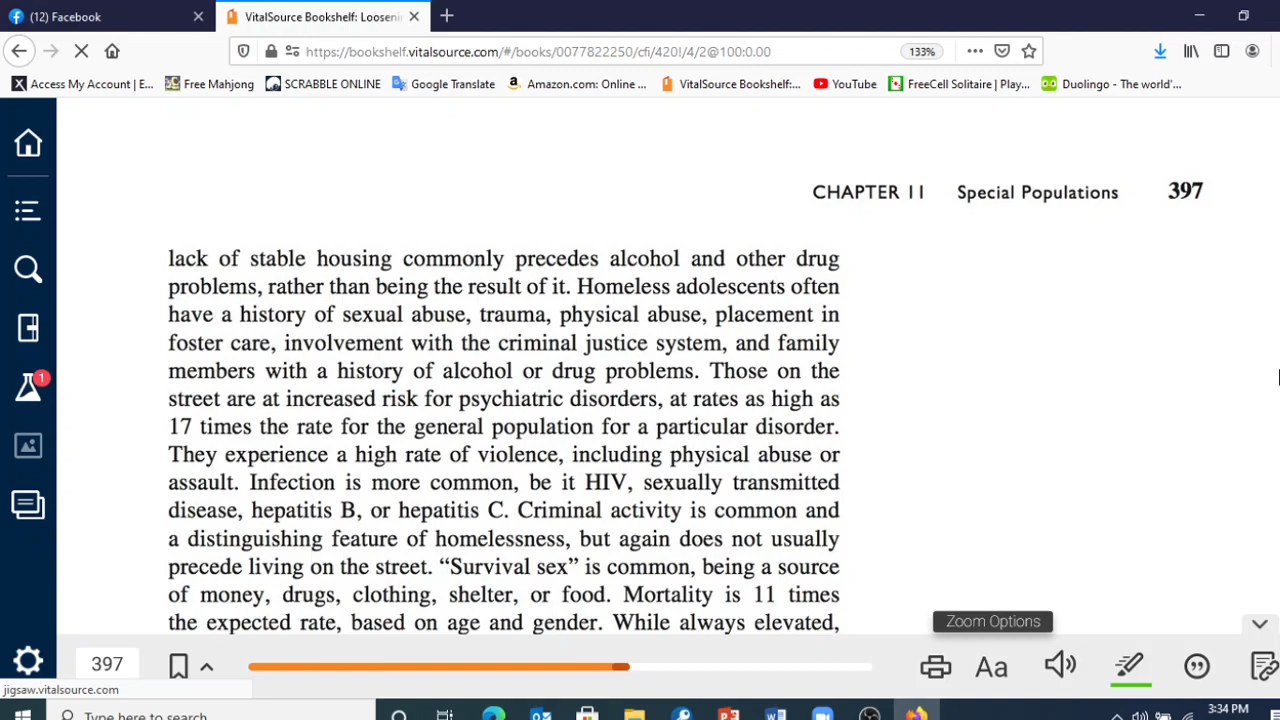 (12) Facebook
VitalSource Bookshelf: Loosenin
https://bookshelf.vitalsource.com/#/books/0077822250/cfi/420!/4/2@100:0.00
133%
Access My Account | E...
Free Mahjong
SCRABBLE ONLINE
Google Translate
Amazon.com: Online ...
VitalSource Bookshelf:...
YouTube
FreeCell Solitaire | Play...
Duolingo - The world'...
CHAPTER 11 Special Populations 397
lack of stable housing commonly precedes alcohol and other drug
problems, rather than being the result of it. Homeless adolescents often
have a history of sexual abuse, trauma, physical abuse, placement in
foster care, involvement with the criminal justice system, and family
members with a history of alcohol or drug problems. Those on the
street are at increased risk for psychiatric disorders, at rates as high as
17 times the rate for the general population for a particular disorder.
They experience a high rate of violence, including physical abuse or
assault. Infection is more common, be it HIV, sexually transmitted
disease, hepatitis B, or hepatitis C. Criminal activity is common and
a distinguishing feature of homelessness, but again does not usually
precede living on the street. “Survival sex” is common, being a source
of money, drugs, clothing, shelter, or food. Mortality is 11 times
the expected rate, based on age and gender. While always elevated,
1
Zoom Options
397
Aa
jigsaw.vitalsource.com
Type here to search
3:34 PM